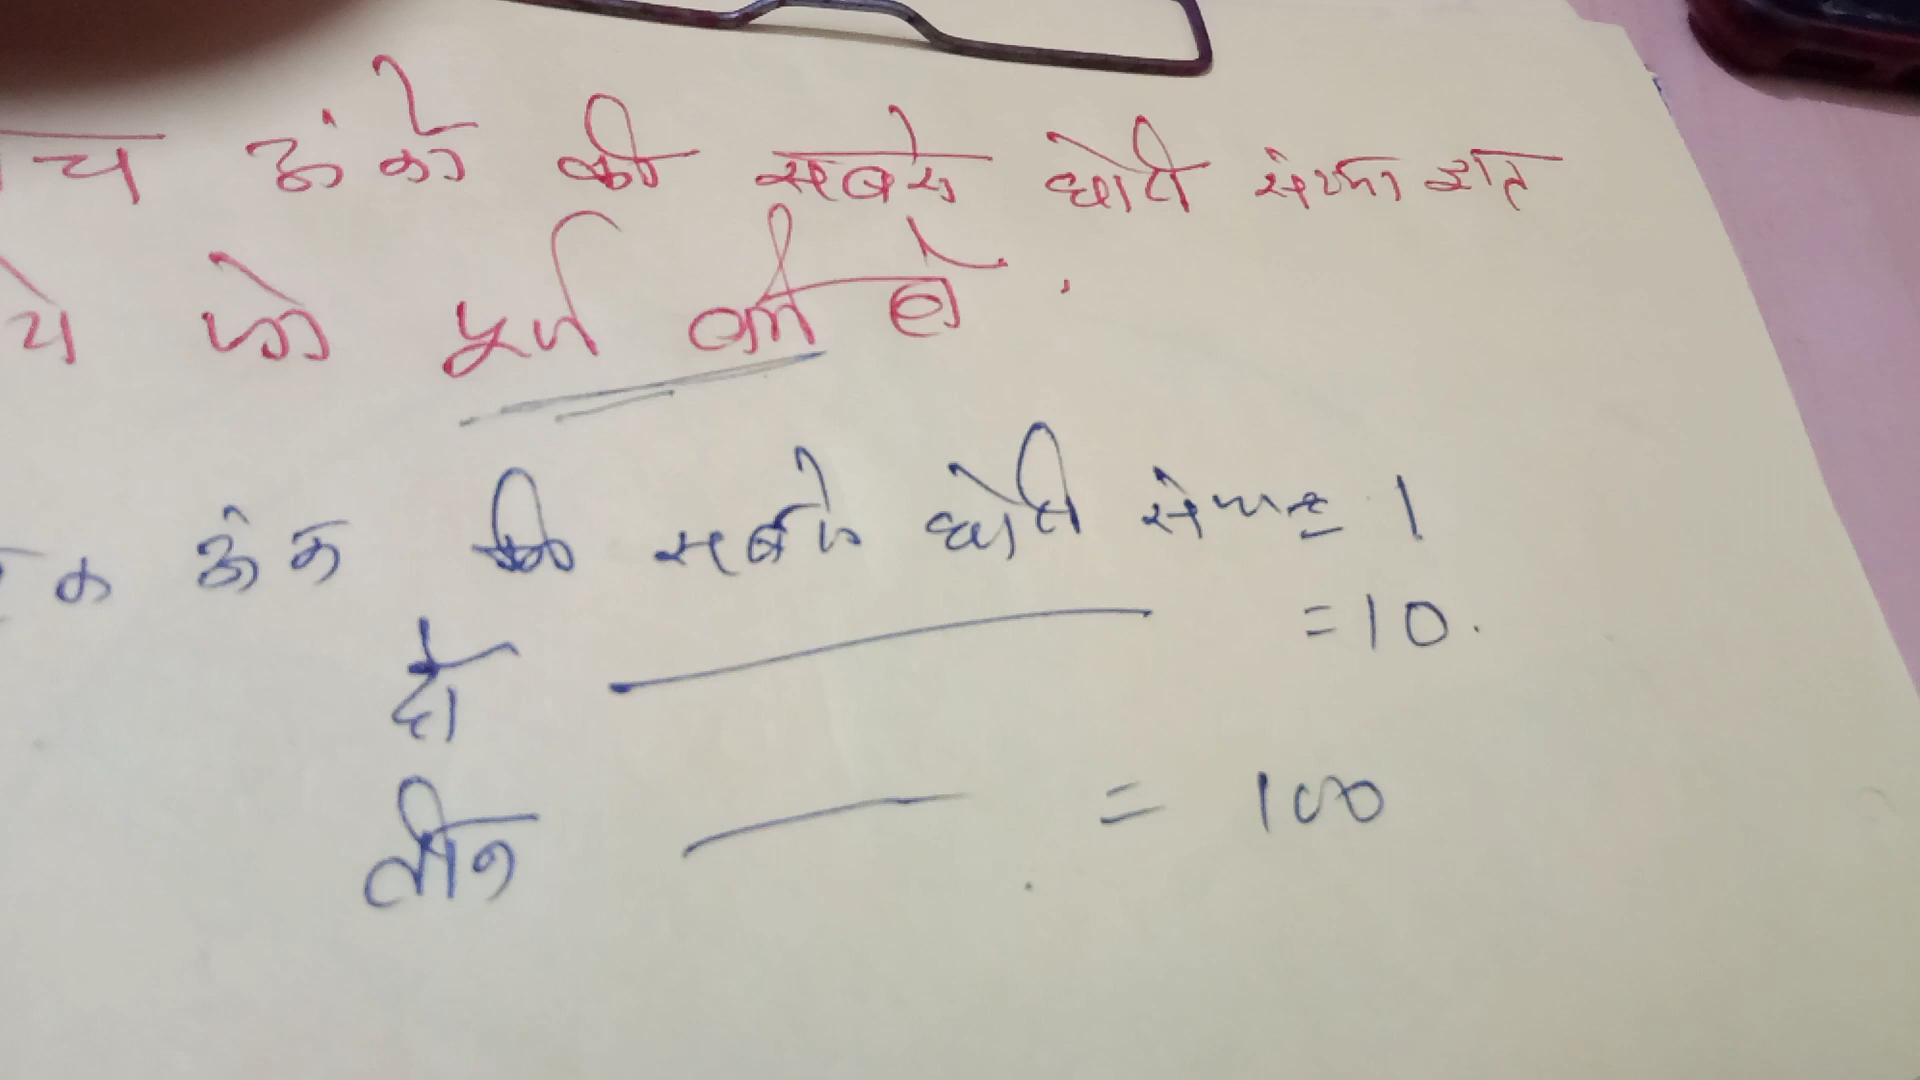 च अंको की सबसे छोटी संख्या ज्ञात
ये जो पूर्ण वर्ग हो .
क अंक की सबसे छोटी संख्या = 1
दो ——— = 10.
तीन —— = 100